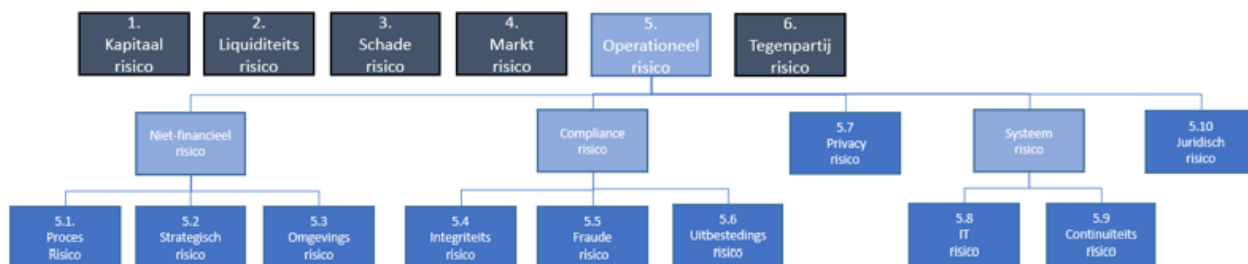 1.
Kapitaal
risico
2.
Liquiditeits
risico
3.
Schade
risico
4.
Markt
risico
5.
Operationeel
risico
6.
Tegenpartij
risico
Niet-financieel
risico
Compliance
risico
5.7
Privacy
risico
Systeem
risico
5.10
Juridisch
risico
5.1.
Proces
Risico
5.2
Strategisch
risico
5.3
Omgevings
risico
5.4
Integriteits
risico
5.5
Fraude
risico
5.6
Uitbestedings
risico
5.8
IT
risico
5.9
Continuïteits
risico